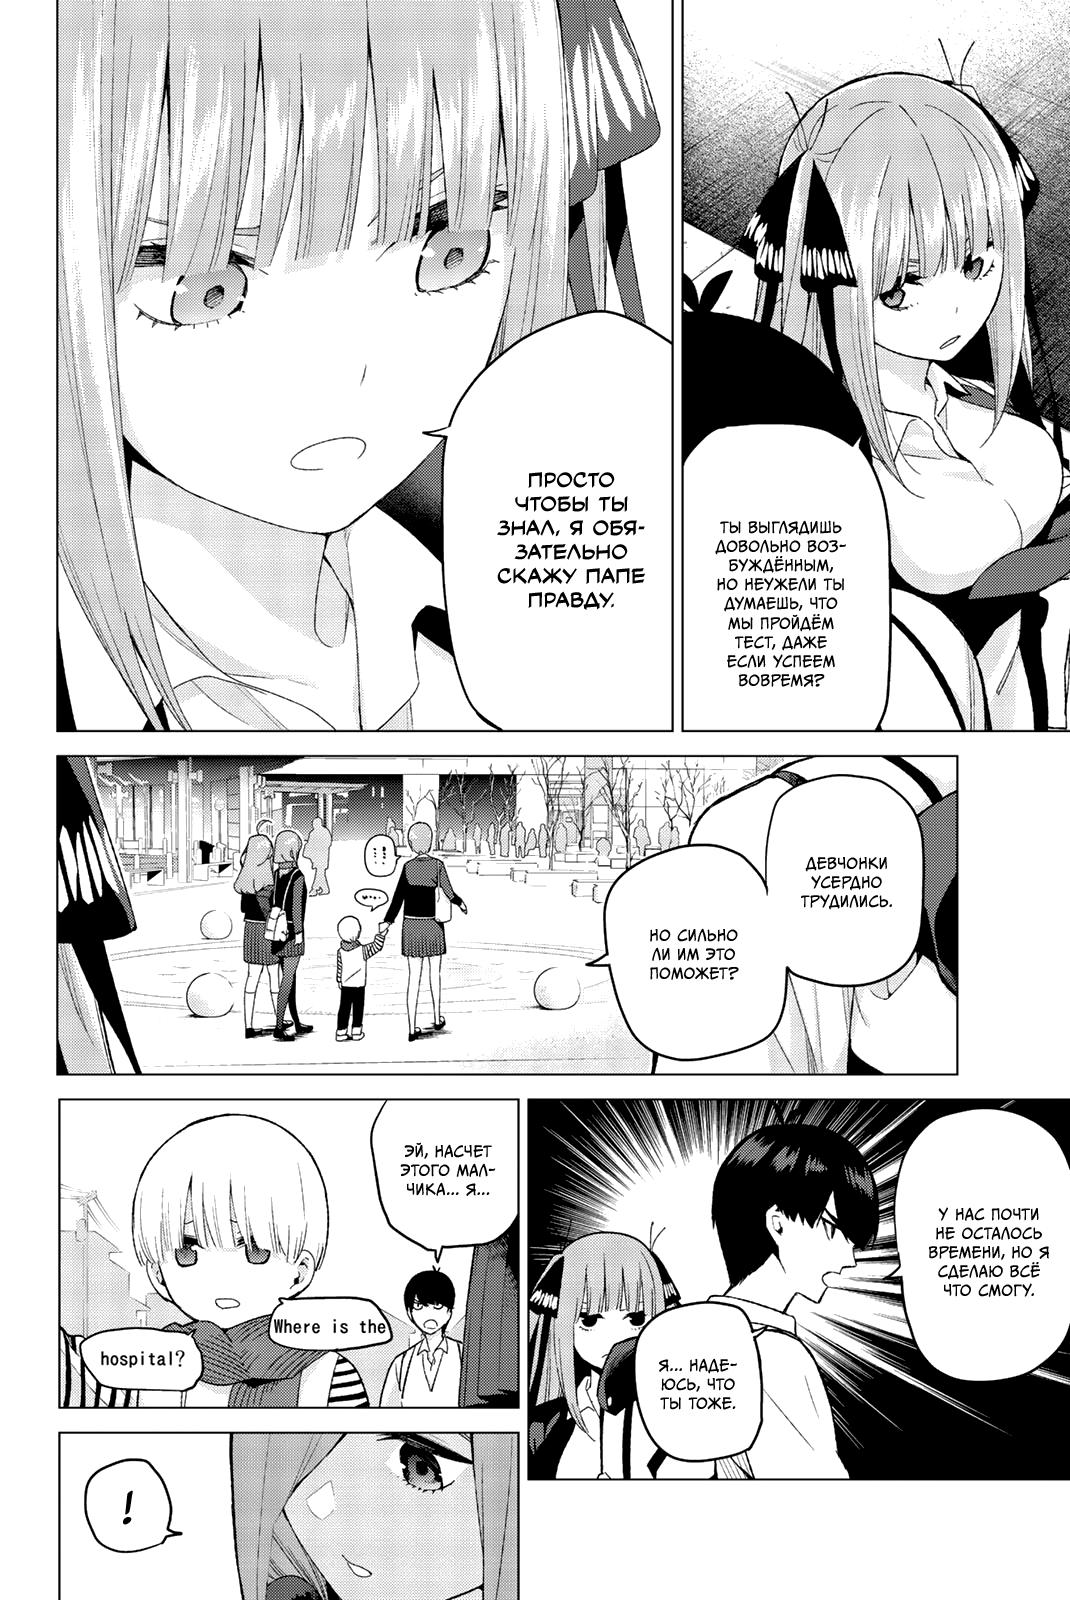 ТЫ ВЫГЛЯДИШЬ
ДОВОЛЬНО ВОЗ-
БУЖДЁННЫМ,
НО НЕУЖЕЛИ ТЫ
ДУМАЕШЬ, ЧТО
МЫ ПРОЙДЁМ
ТЕСТ, ДАЖЕ
ЕСЛИ УСПЕЕМ
ВОВРЕМЯ?
ПРОСТО
ЧТОБЫ ТЫ
ЗНАЛ, Я ОБЯ-
ЗАТЕЛЬНО
СКАЖУ ПАПЕ
ПРАВДУ.
ДЕВЧОНКИ
УСЕРДНО
ТРУДИЛИСЬ.
НО СИЛЬНО
ЛИ ИМ ЭТО
ПОМОЖЕТ?
У НАС ПОЧТИ
НЕ ОСТАЛОСЬ
ВРЕМЕНИ, НО Я
СДЕЛАЮ ВСЁ
ЧТО СМОГУ.
Я... НАДЕ-
ЮСЬ, ЧТО
ТЫ ТОЖЕ.
ЭЙ, НАСЧЕТ
ЭТОГО МАЛ-
ЧИКА... Я...
Where is the
hospital?
!